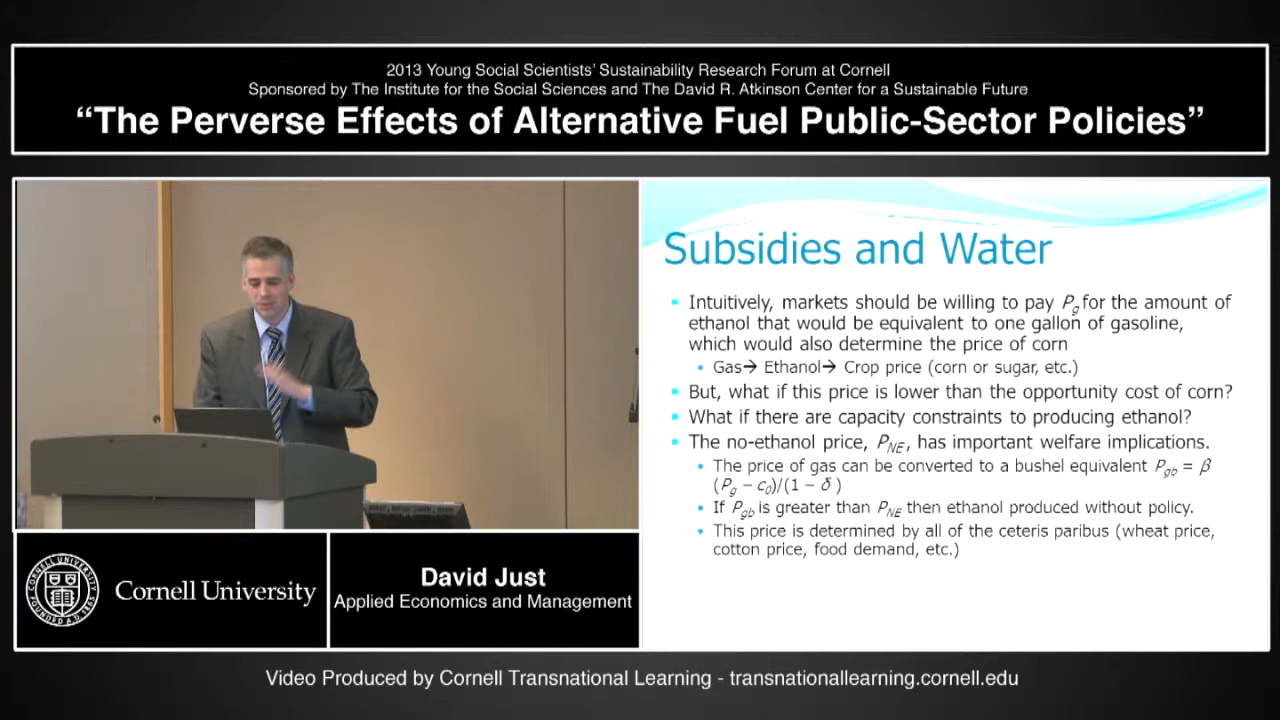 2013 Young Social Scientists' Sustainability Research Forum at Cornell
Sponsored by The Institute for the Social Sciences and The David R. Atkinson Center for a Sustainable Future
“The Perverse Effects of Alternative Fuel Public-Sector Policies”
Subsidies and Water
• Intuitively, markets should be willing to pay Pg for the amount of
ethanol that would be equivalent to one gallon of gasoline,
which would also determine the price of corn
• Gas→ Ethanol→ Crop price (corn or sugar, etc.)
• But, what if this price is lower than the opportunity cost of corn?
• What if there are capacity constraints to producing ethanol?
• The no-ethanol price, PNE, has important welfare implications.
• The price of gas can be converted to a bushel equivalent Pgb = β
(Pg – c0)/(1 – δ )
• If Pgb is greater than PNE then ethanol produced without policy.
• This price is determined by all of the ceteris paribus (wheat price,
cotton price, food demand, etc.)
Cornell University
David Just
Applied Economics and Management
Video Produced by Cornell Transnational Learning - transnationallearning.cornell.edu